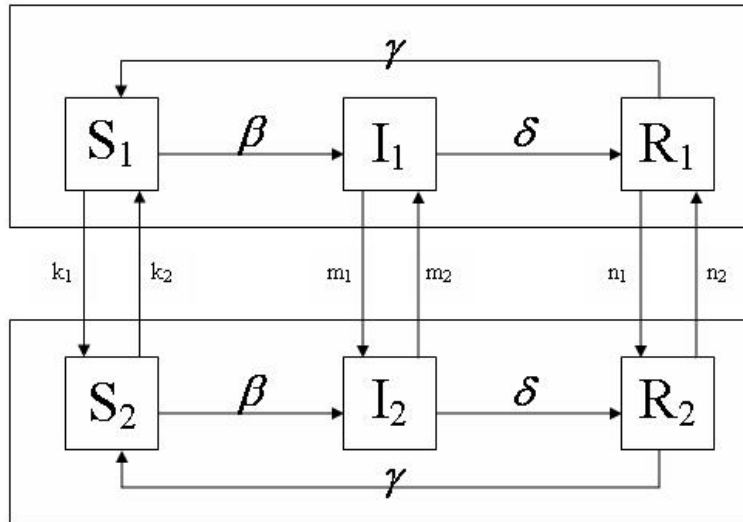 γ
S₁ β I₁ δ R₁
k₁ k₂ m₁ m₂ n₁ n₂
S₂ β I₂ δ R₂
γ